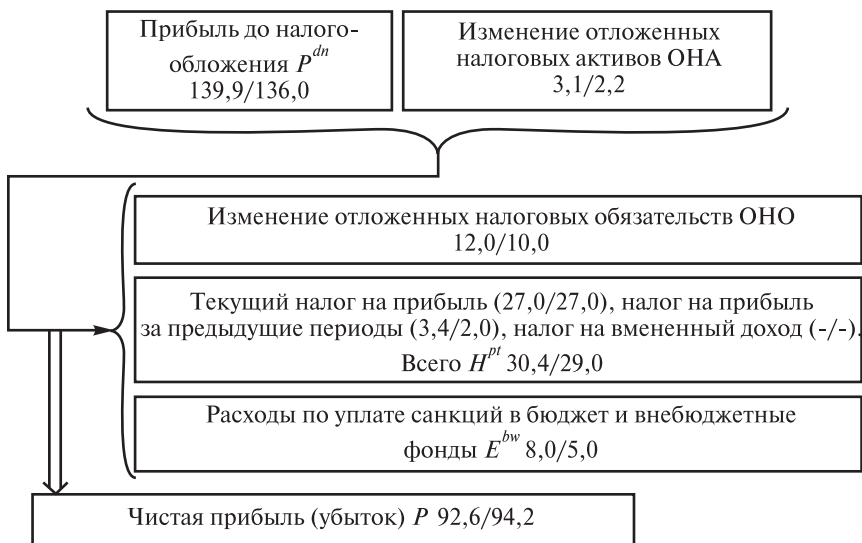 Прибыль до налого-
обложения P^dn
139,9/136,0
Изменение отложенных
налоговых активов ОНА
3,1/2,2
Изменение отложенных налоговых обязательств ОНО
12,0/10,0
Текущий налог на прибыль (27,0/27,0), налог на прибыль
за предыдущие периоды (3,4/2,0), налог на вмененный доход (-/-).
Всего H^pt 30,4/29,0
Расходы по уплате санкций в бюджет и внебюджетные
фонды E^bw 8,0/5,0
Чистая прибыль (убыток) P 92,6/94,2